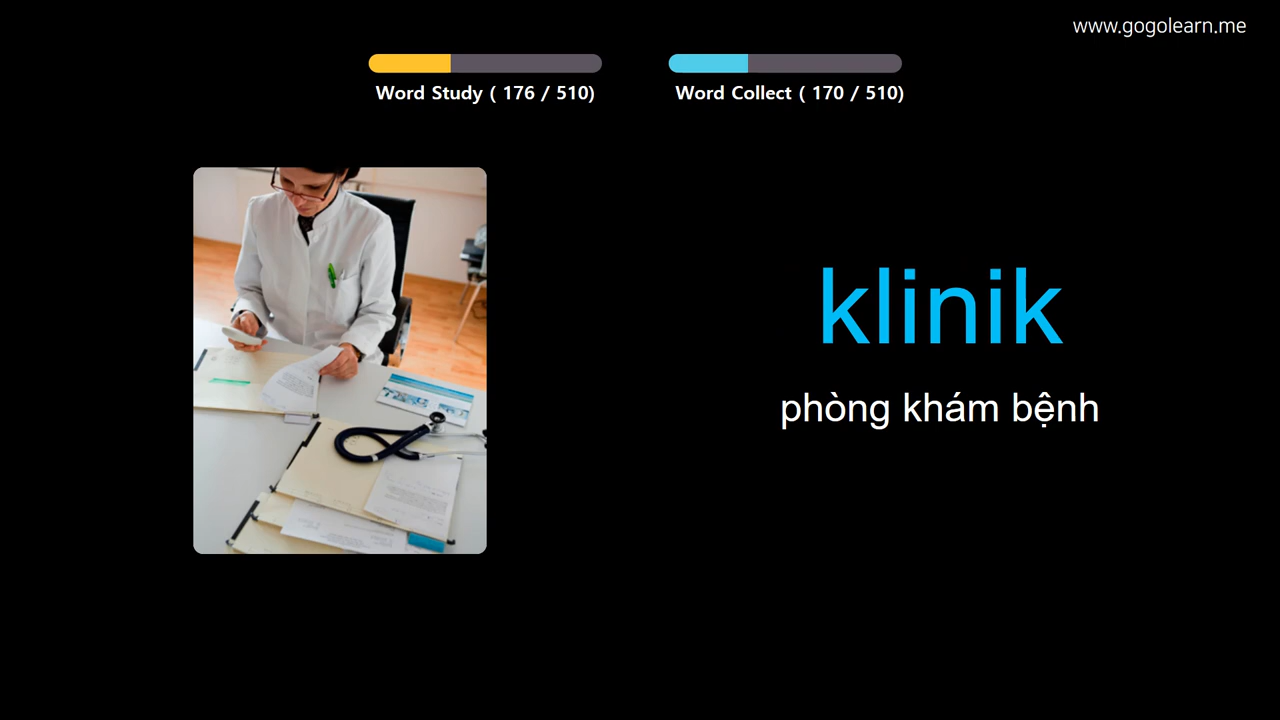 www.gogolearn.me
Word Study ( 176 / 510)
Word Collect ( 170 / 510)
klinik
phòng khám bệnh